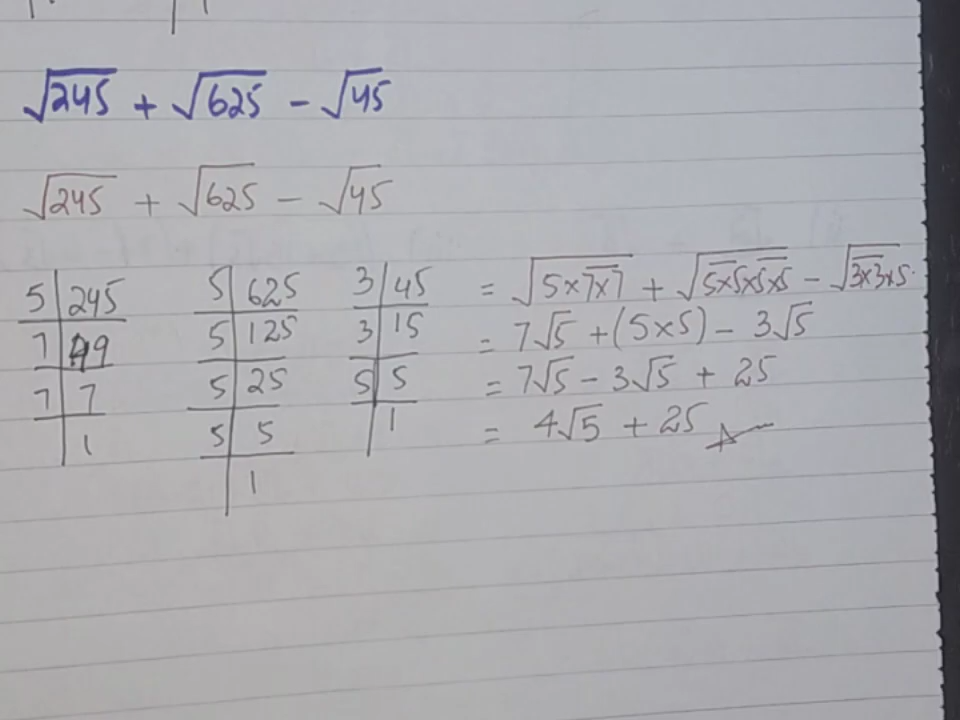 √245 + √625 - √45
√245 + √625 - √45
5 | 245
7 | 49
7 | 7
1
5 | 625
5 | 125
5 | 25
5 | 5
1
3 | 45
3 | 15
5 | 5
1
= √5×7×7 + √5×5×5×5 - √3×3×5
= 7√5 + (5×5) - 3√5
= 7√5 - 3√5 + 25
= 4√5 + 25